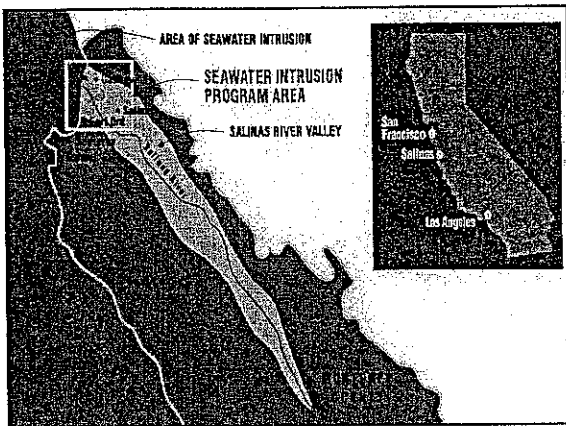 AREA OF SEAWATER INTRUSION
SEAWATER INTRUSION
PROGRAM AREA
SALINAS RIVER VALLEY
San
Francisco
Salinas
Los Angeles